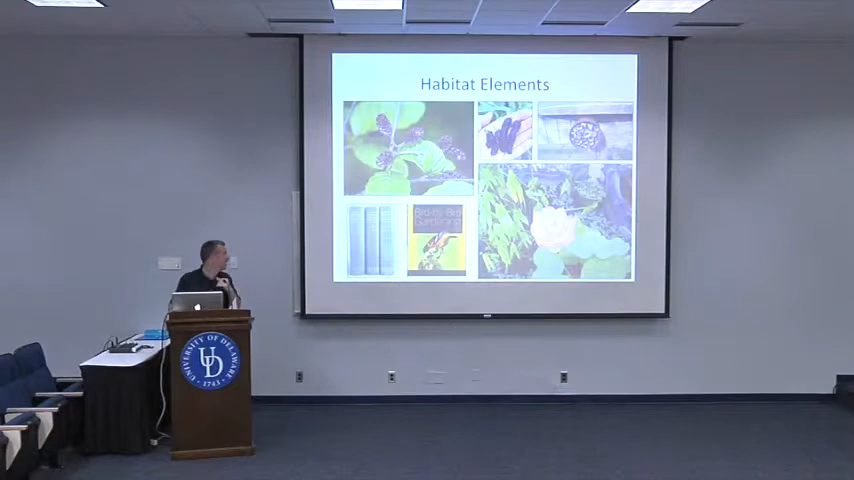 Habitat Elements
Bird-by-Bird
Gardening
UNIVERSITY OF DELAWARE
UD
1743